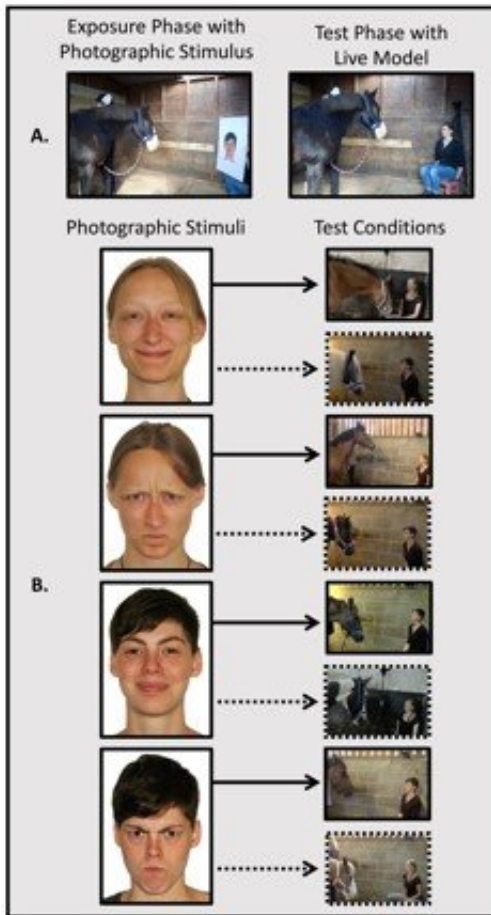 Exposure Phase with
Photographic Stimulus
Test Phase with
Live Model
A.
Photographic Stimuli
Test Conditions
B.